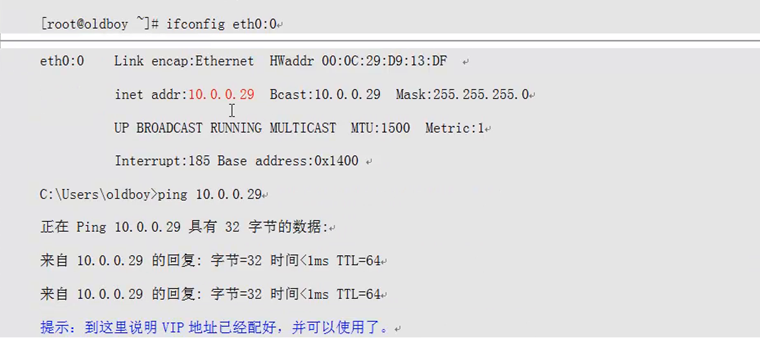 [root@oldboy ~]# ifconfig eth0:0↵
eth0:0 Link encap:Ethernet HWaddr 00:0C:29:D9:13:DF ↵
inet addr:10.0.0.29 Bcast:10.0.0.29 Mask:255.255.255.0↵
UP BROADCAST RUNNING MULTICAST MTU:1500 Metric:1↵
Interrupt:185 Base address:0x1400 ↵
C:\Users\oldboy>ping 10.0.0.29↵
正在 Ping 10.0.0.29 具有 32 字节的数据:↵
来自 10.0.0.29 的回复: 字节=32 时间<1ms TTL=64↵
来自 10.0.0.29 的回复: 字节=32 时间<1ms TTL=64↵
提示：到这里说明 VIP 地址已经配好，并可以使用了。↵